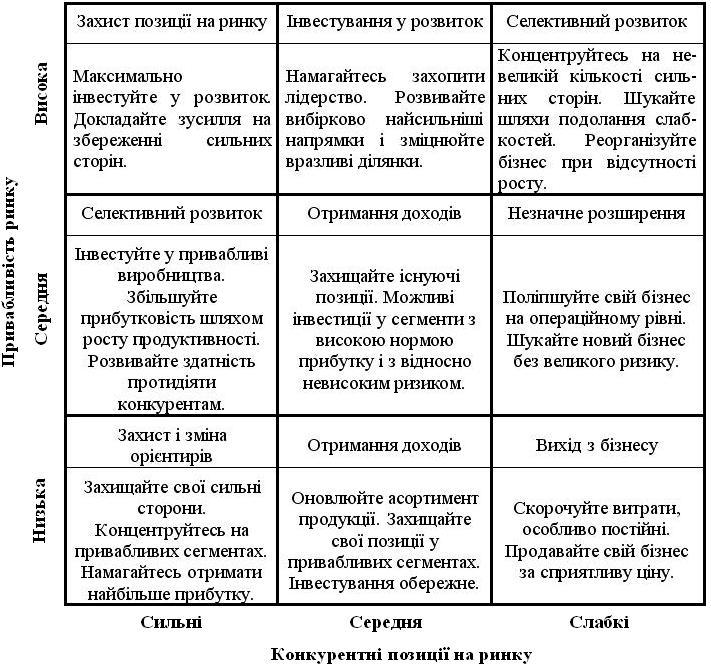 Захист позиції на ринку
Інвестування у розвиток
Селективний розвиток
Максимально
інвестуйте у розвиток.
Докладайте зусилля на
збереженні сильних
сторін.
Намагайтесь захопити
лідерство. Розвивайте
вибірково найсильніші
напрямки і зміцнюйте
вразливі ділянки.
Концентруйтесь на не-
великій кількості силь-
них сторін. Шукайте
шляхи подолання слаб-
костей. Реорганізуйте
бізнес при відсутності
росту.
Висока
Селективний розвиток
Отримання доходів
Незначне розширення
Інвестуйте у привабливі
виробництва.
Збільшуйте
прибутковість шляхом
росту продуктивності.
Розвивайте здатність
протидіяти
конкурентам.
Захищайте існуючі
позиції. Можливі
інвестиції у сегменти з
високою нормою
прибутку і з відносно
невисоким ризиком.
Поліпшуйте свій бізнес
на операційному рівні.
Шукайте новий бізнес
без великого ризику.
Середня
Привабливість ринку
Захист і зміна
орієнтирів
Отримання доходів
Вихід з бізнесу
Захищайте свої сильні
сторони.
Концентруйтесь на
привабливих сегментах.
Намагайтесь отримати
найбільше прибутку.
Оновлюйте асортимент
продукції. Захищайте
свої позиції у
привабливих сегментах.
Інвестування обережне.
Скорочуйте витрати,
особливо постійні.
Продавайте свій бізнес
за сприятливу ціну.
Низька
Сильні
Середня
Слабкі
Конкурентні позиції на ринку